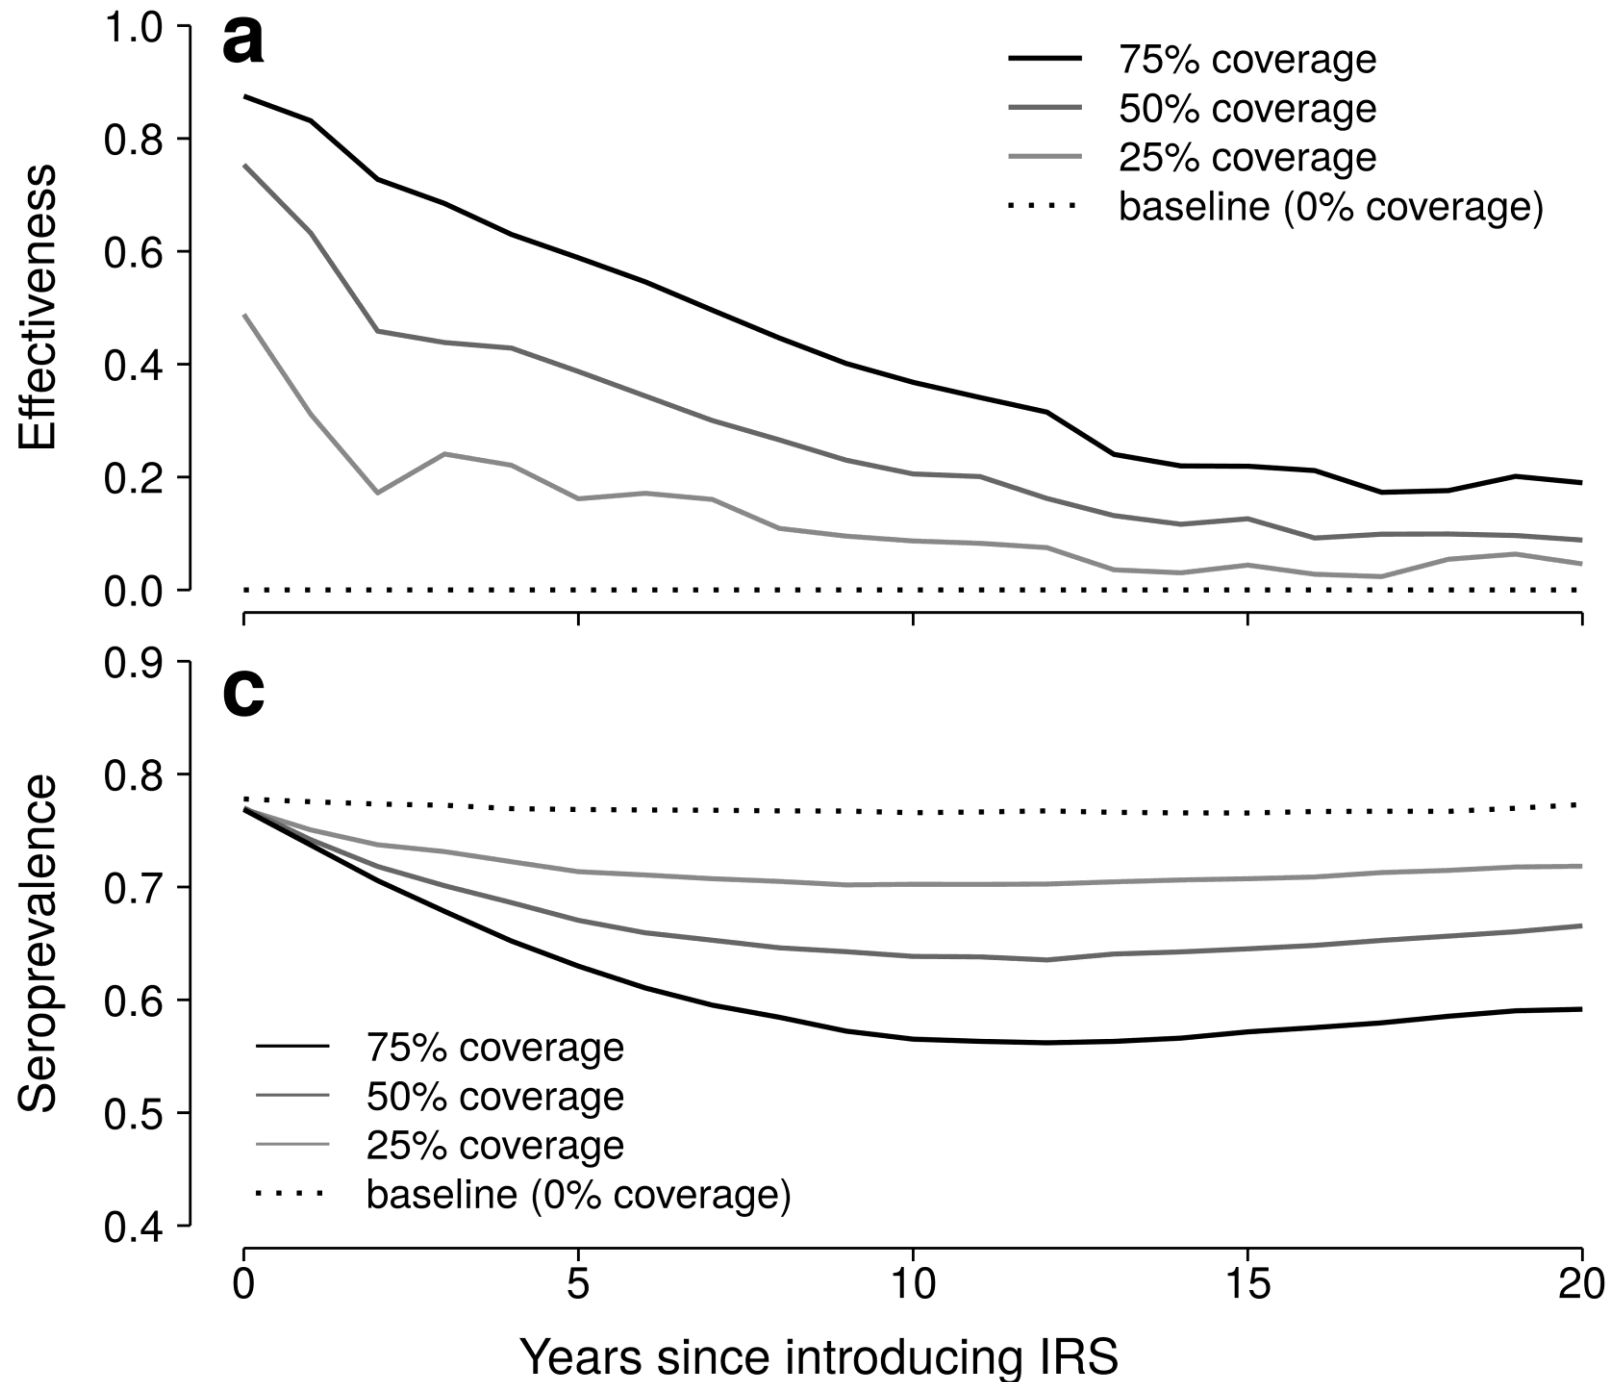 a
1.0
0.8
0.6
0.4
0.2
0.0
Effectiveness
75% coverage
50% coverage
25% coverage
baseline (0% coverage)
c
0.9
0.8
0.7
0.6
0.5
0.4
Seroprevalence
75% coverage
50% coverage
25% coverage
baseline (0% coverage)
0 5 10 15 20
Years since introducing IRS